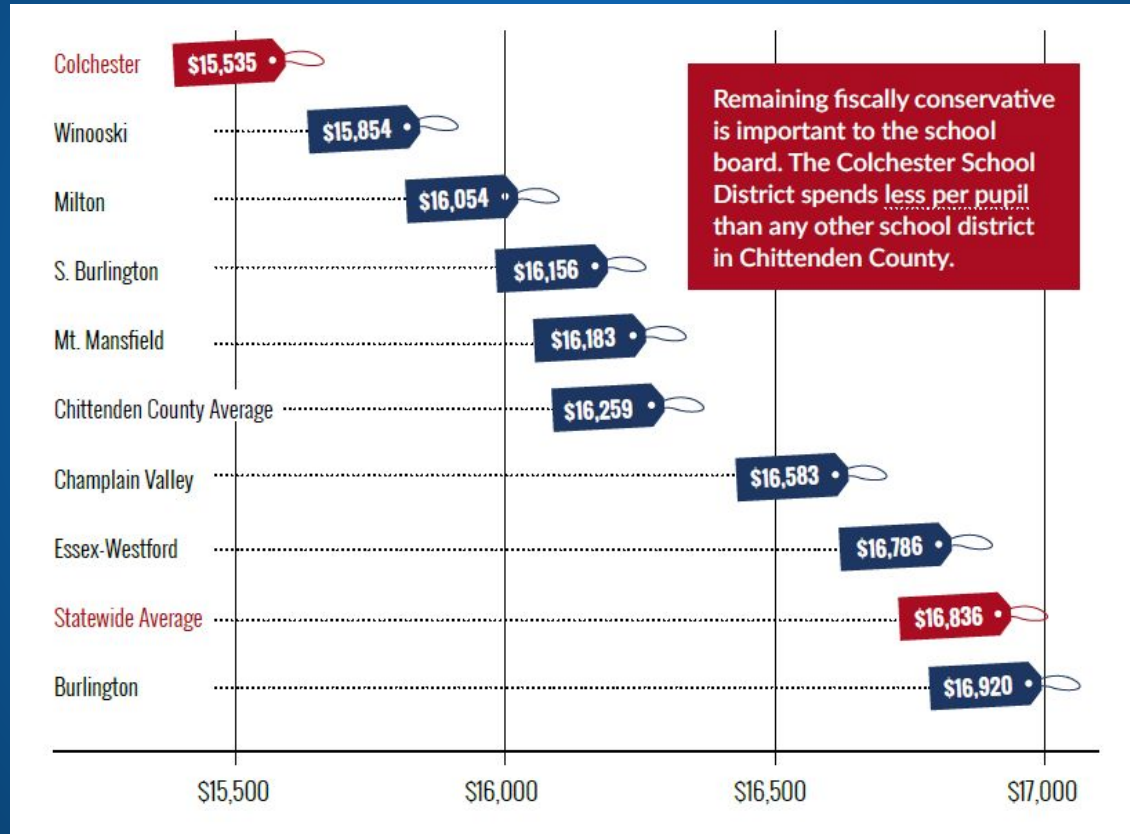 Colchester $15,535
Remaining fiscally conservative
is important to the school
board. The Colchester School
District spends less per pupil
than any other school district
in Chittenden County.
Winooski $15,854
Milton $16,054
S. Burlington $16,156
Mt. Mansfield $16,183
Chittenden County Average $16,259
Champlain Valley $16,583
Essex-Westford $16,786
Statewide Average $16,836
Burlington $16,920
$15,500 $16,000 $16,500 $17,000